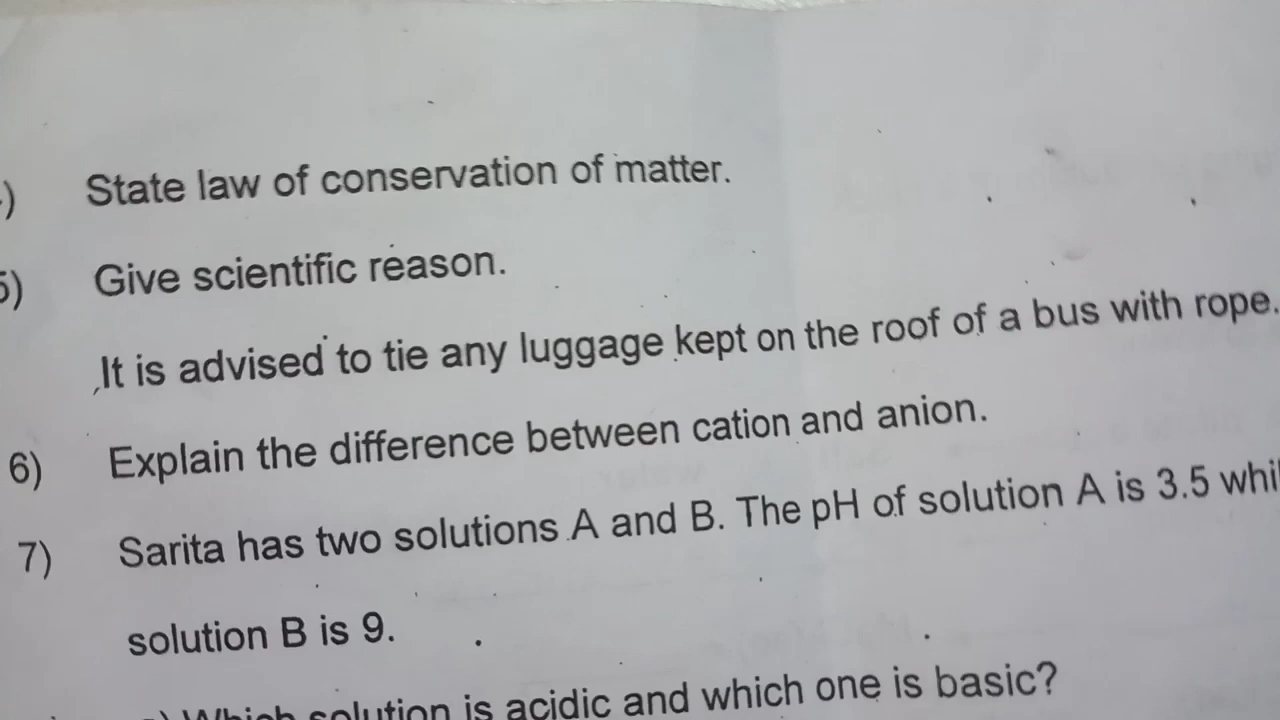 ) State law of conservation of matter.
5) Give scientific reason.
It is advised to tie any luggage kept on the roof of a bus with rope.
6) Explain the difference between cation and anion.
7) Sarita has two solutions A and B. The pH of solution A is 3.5 whil
solution B is 9.
) Which solution is acidic and which one is basic?